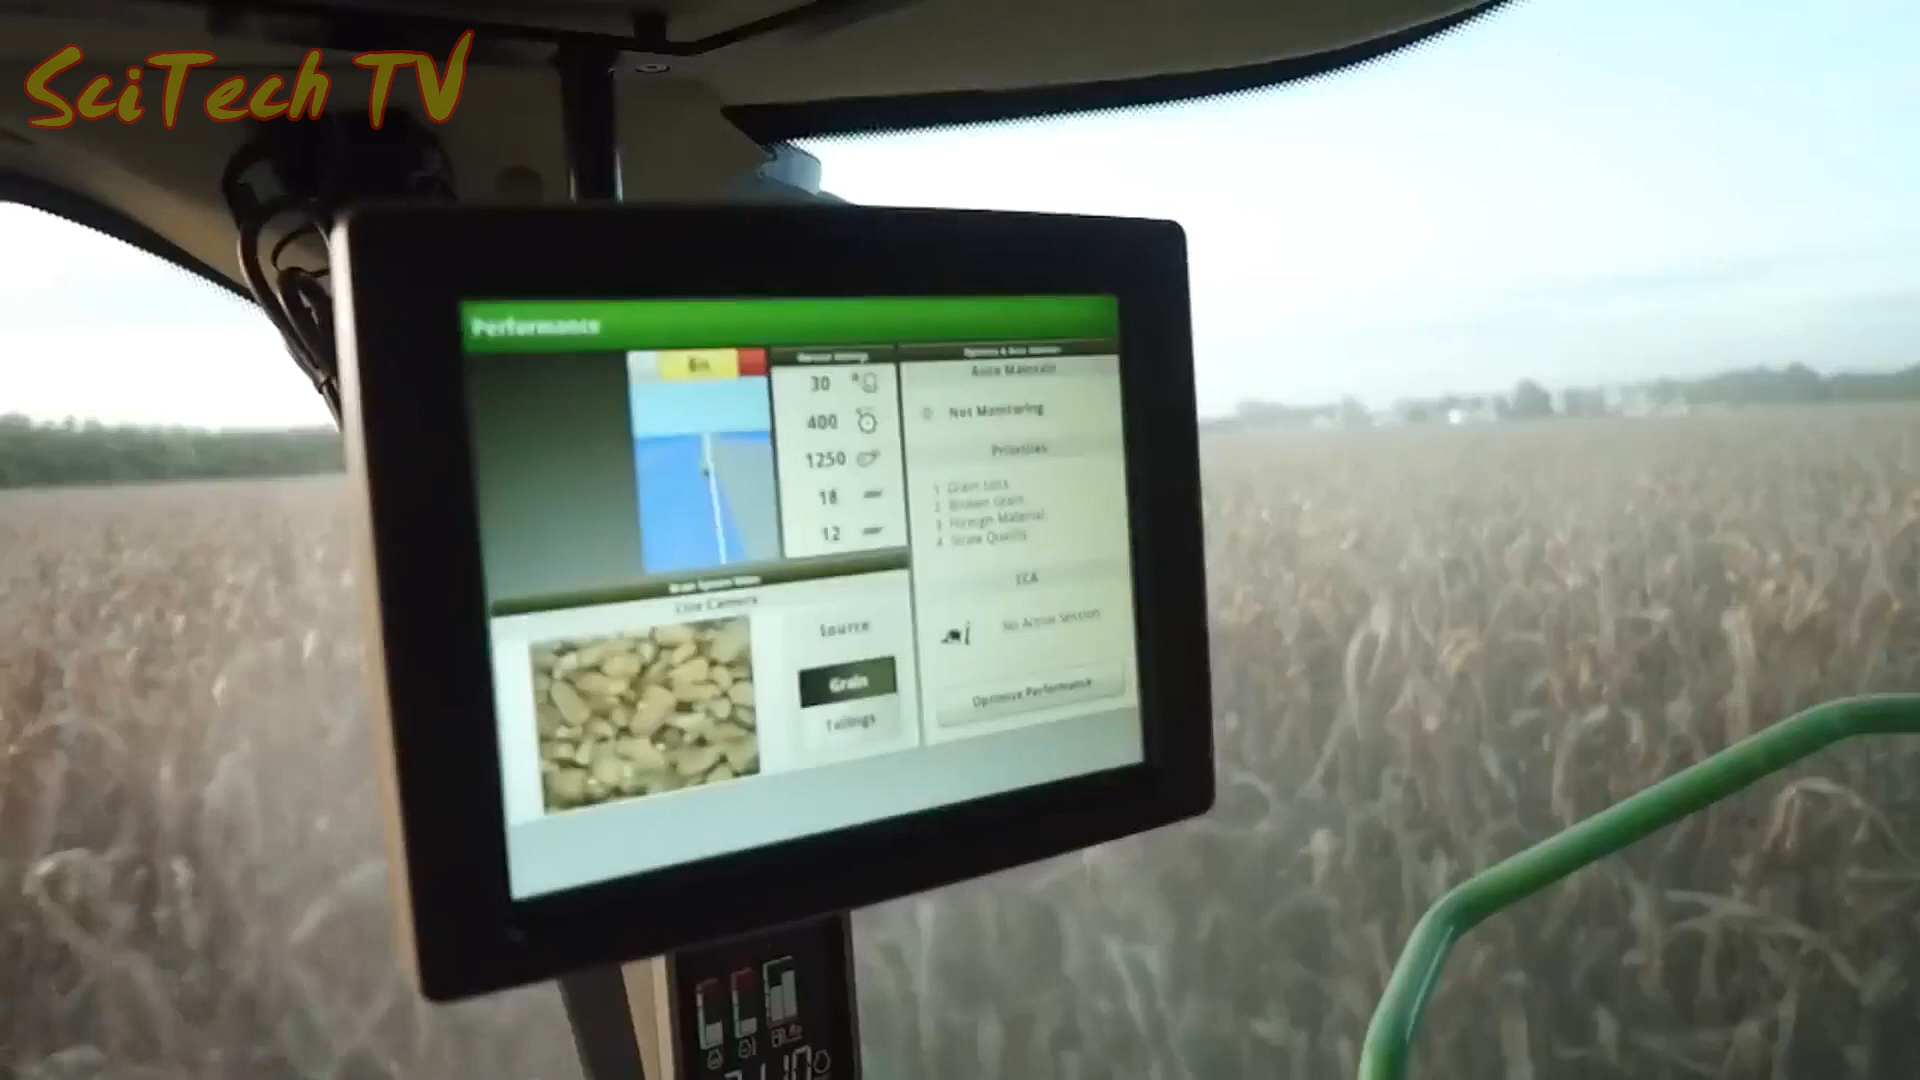 SciTech TV
Performance
30
400
1250
18
12
Auto Maintain
Not Monitoring
Priorities
1 Grain Loss
2 Broken Grain
3 Foreign Material
4 Straw Quality
ICA
No Active Session
Optimize Performance
Live Camera
Source
Grain
Tailings